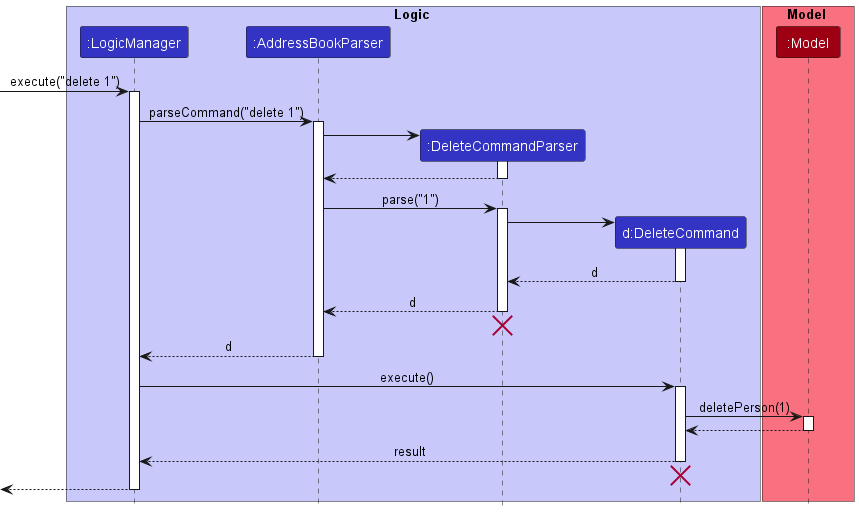 Logic
Model
:LogicManager
:AddressBookParser
:Model
execute("delete 1")
parseCommand("delete 1")
:DeleteCommandParser
parse("1")
d:DeleteCommand
d
d
d
execute()
deletePerson(1)
result